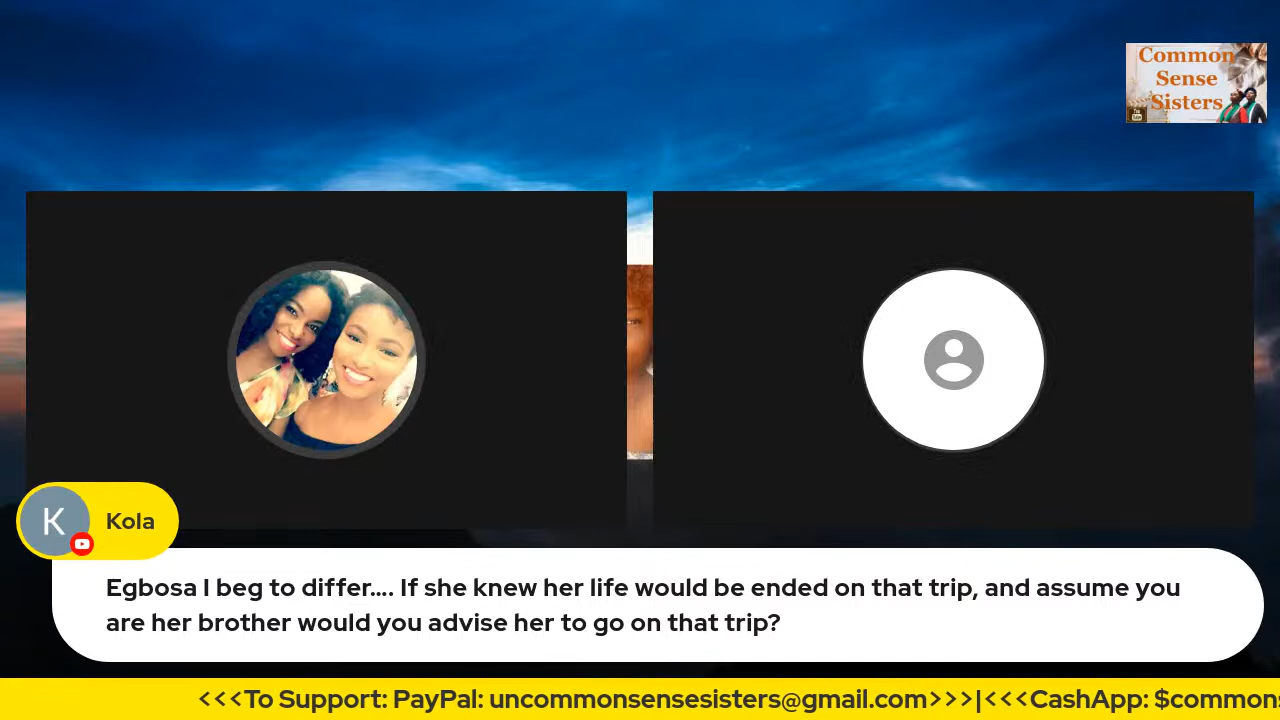 Common
Sense
Sisters
K
Kola
Egbosa I beg to differ.... If she knew her life would be ended on that trip, and assume you
are her brother would you advise her to go on that trip?
<<<To Support: PayPal: uncommonsensesisters@gmail.com>>>|<<<CashApp: $commons